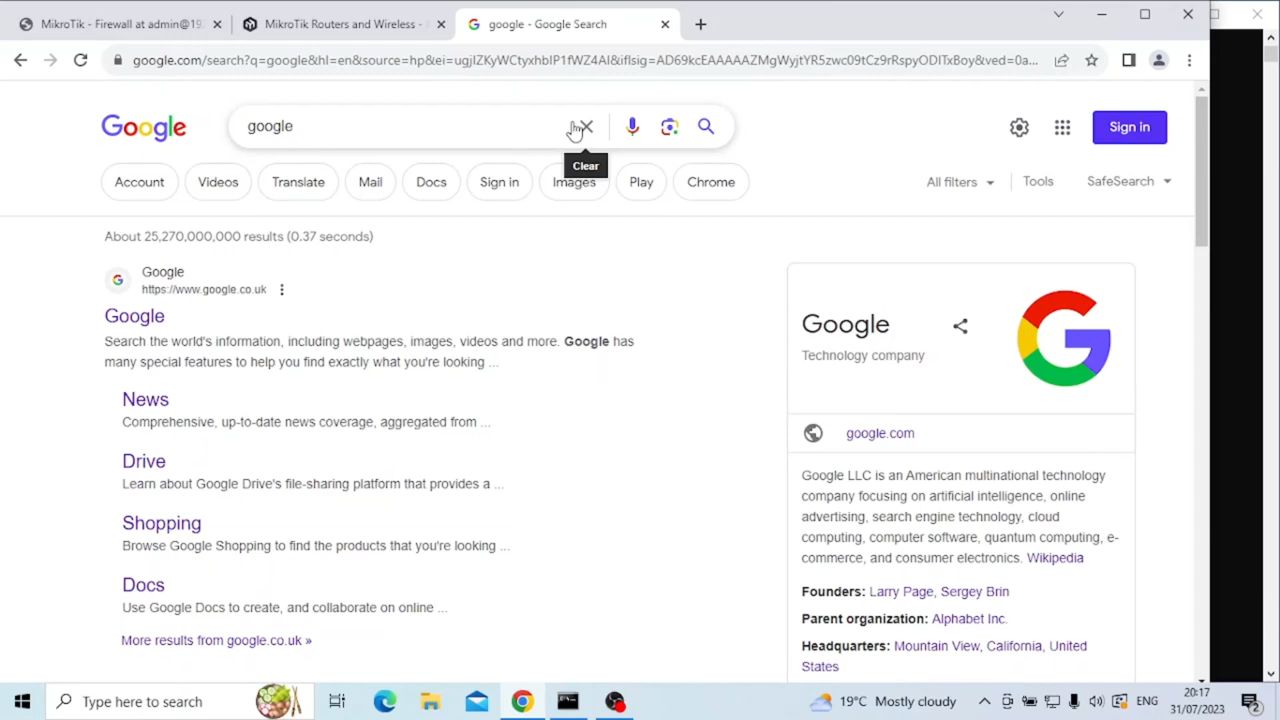 MikroTik - Firewall at admin@192
MikroTik Routers and Wireless -
google - Google Search
google.com/search?q=google&hl=en&source=hp&ei=ugjIZKyWCtyxhbIP1fWZ4AI&iflsig=AD69kcEAAAAAZMgWyjtYR5zwc09tCz9rRspyODITxBoy&ved=0a...
Google
google
Sign in
Clear
Account
Videos
Translate
Mail
Docs
Sign in
Images
Play
Chrome
All filters
Tools
SafeSearch
About 25,270,000,000 results (0.37 seconds)
Google
https://www.google.co.uk
Google
Search the world's information, including webpages, images, videos and more. Google has
many special features to help you find exactly what you're looking ...
News
Comprehensive, up-to-date news coverage, aggregated from ...
Drive
Learn about Google Drive's file-sharing platform that provides a ...
Shopping
Browse Google Shopping to find the products that you're looking ...
Docs
Use Google Docs to create, and collaborate on online ...
More results from google.co.uk »
Google
Technology company
google.com
Google LLC is an American multinational technology
company focusing on artificial intelligence, online
advertising, search engine technology, cloud
computing, computer software, quantum computing, e-
commerce, and consumer electronics. Wikipedia
Founders: Larry Page, Sergey Brin
Parent organization: Alphabet Inc.
Headquarters: Mountain View, California, United
States
Type here to search
19°C Mostly cloudy
ENG
20:17
31/07/2023
2